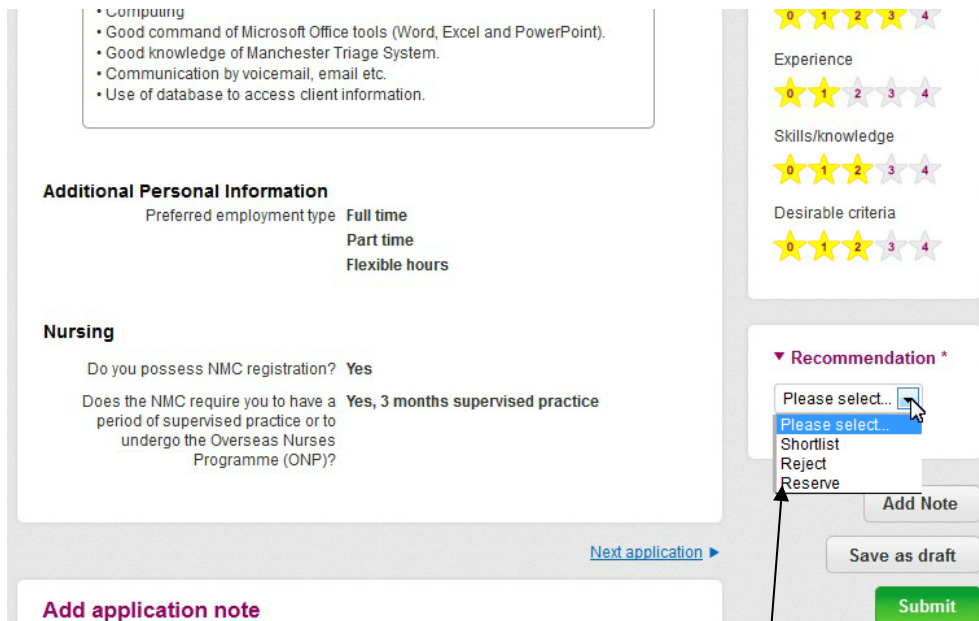 • Computing
• Good command of Microsoft Office tools (Word, Excel and PowerPoint).
• Good knowledge of Manchester Triage System.
• Communication by voicemail, email etc.
• Use of database to access client information.
Additional Personal Information
Preferred employment type Full time
Part time
Flexible hours
Nursing
Do you possess NMC registration? Yes
Does the NMC require you to have a Yes, 3 months supervised practice
period of supervised practice or to
undergo the Overseas Nurses
Programme (ONP)?
Next application ▶
Add application note
0 1 2 3 4
Experience
0 1 2 3 4
Skills/knowledge
0 1 2 3 4
Desirable criteria
0 1 2 3 4
▼ Recommendation *
Please select...
Please select...
Shortlist
Reject
Reserve
Add Note
Save as draft
Submit